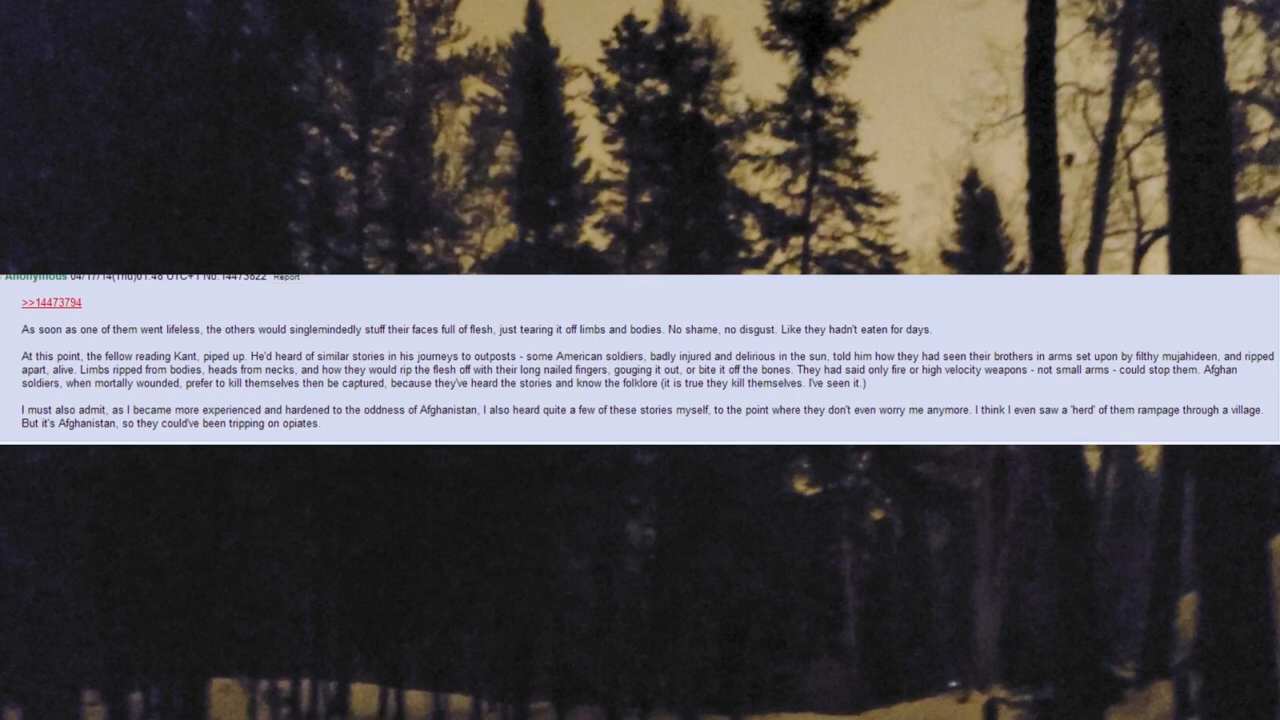 Anonymous 04/17/14(Thu)01:48 UTC+1 No. 14473822 Report
>>14473794
As soon as one of them went lifeless, the others would singlemindedly stuff their faces full of flesh, just tearing it off limbs and bodies. No shame, no disgust. Like they hadn't eaten for days.
At this point, the fellow reading Kant, piped up. He'd heard of similar stories in his journeys to outposts - some American soldiers, badly injured and delirious in the sun, told him how they had seen their brothers in arms set upon by filthy mujahideen, and ripped
apart, alive. Limbs ripped from bodies, heads from necks, and how they would rip the flesh off with their long nailed fingers, gouging it out, or bite it off the bones. They had said only fire or high velocity weapons - not small arms - could stop them. Afghan
soldiers, when mortally wounded, prefer to kill themselves then be captured, because they've heard the stories and know the folklore (it is true they kill themselves. I've seen it.)
I must also admit, as I became more experienced and hardened to the oddness of Afghanistan, I also heard quite a few of these stories myself, to the point where they don't even worry me anymore. I think I even saw a 'herd' of them rampage through a village.
But it's Afghanistan, so they could've been tripping on opiates.